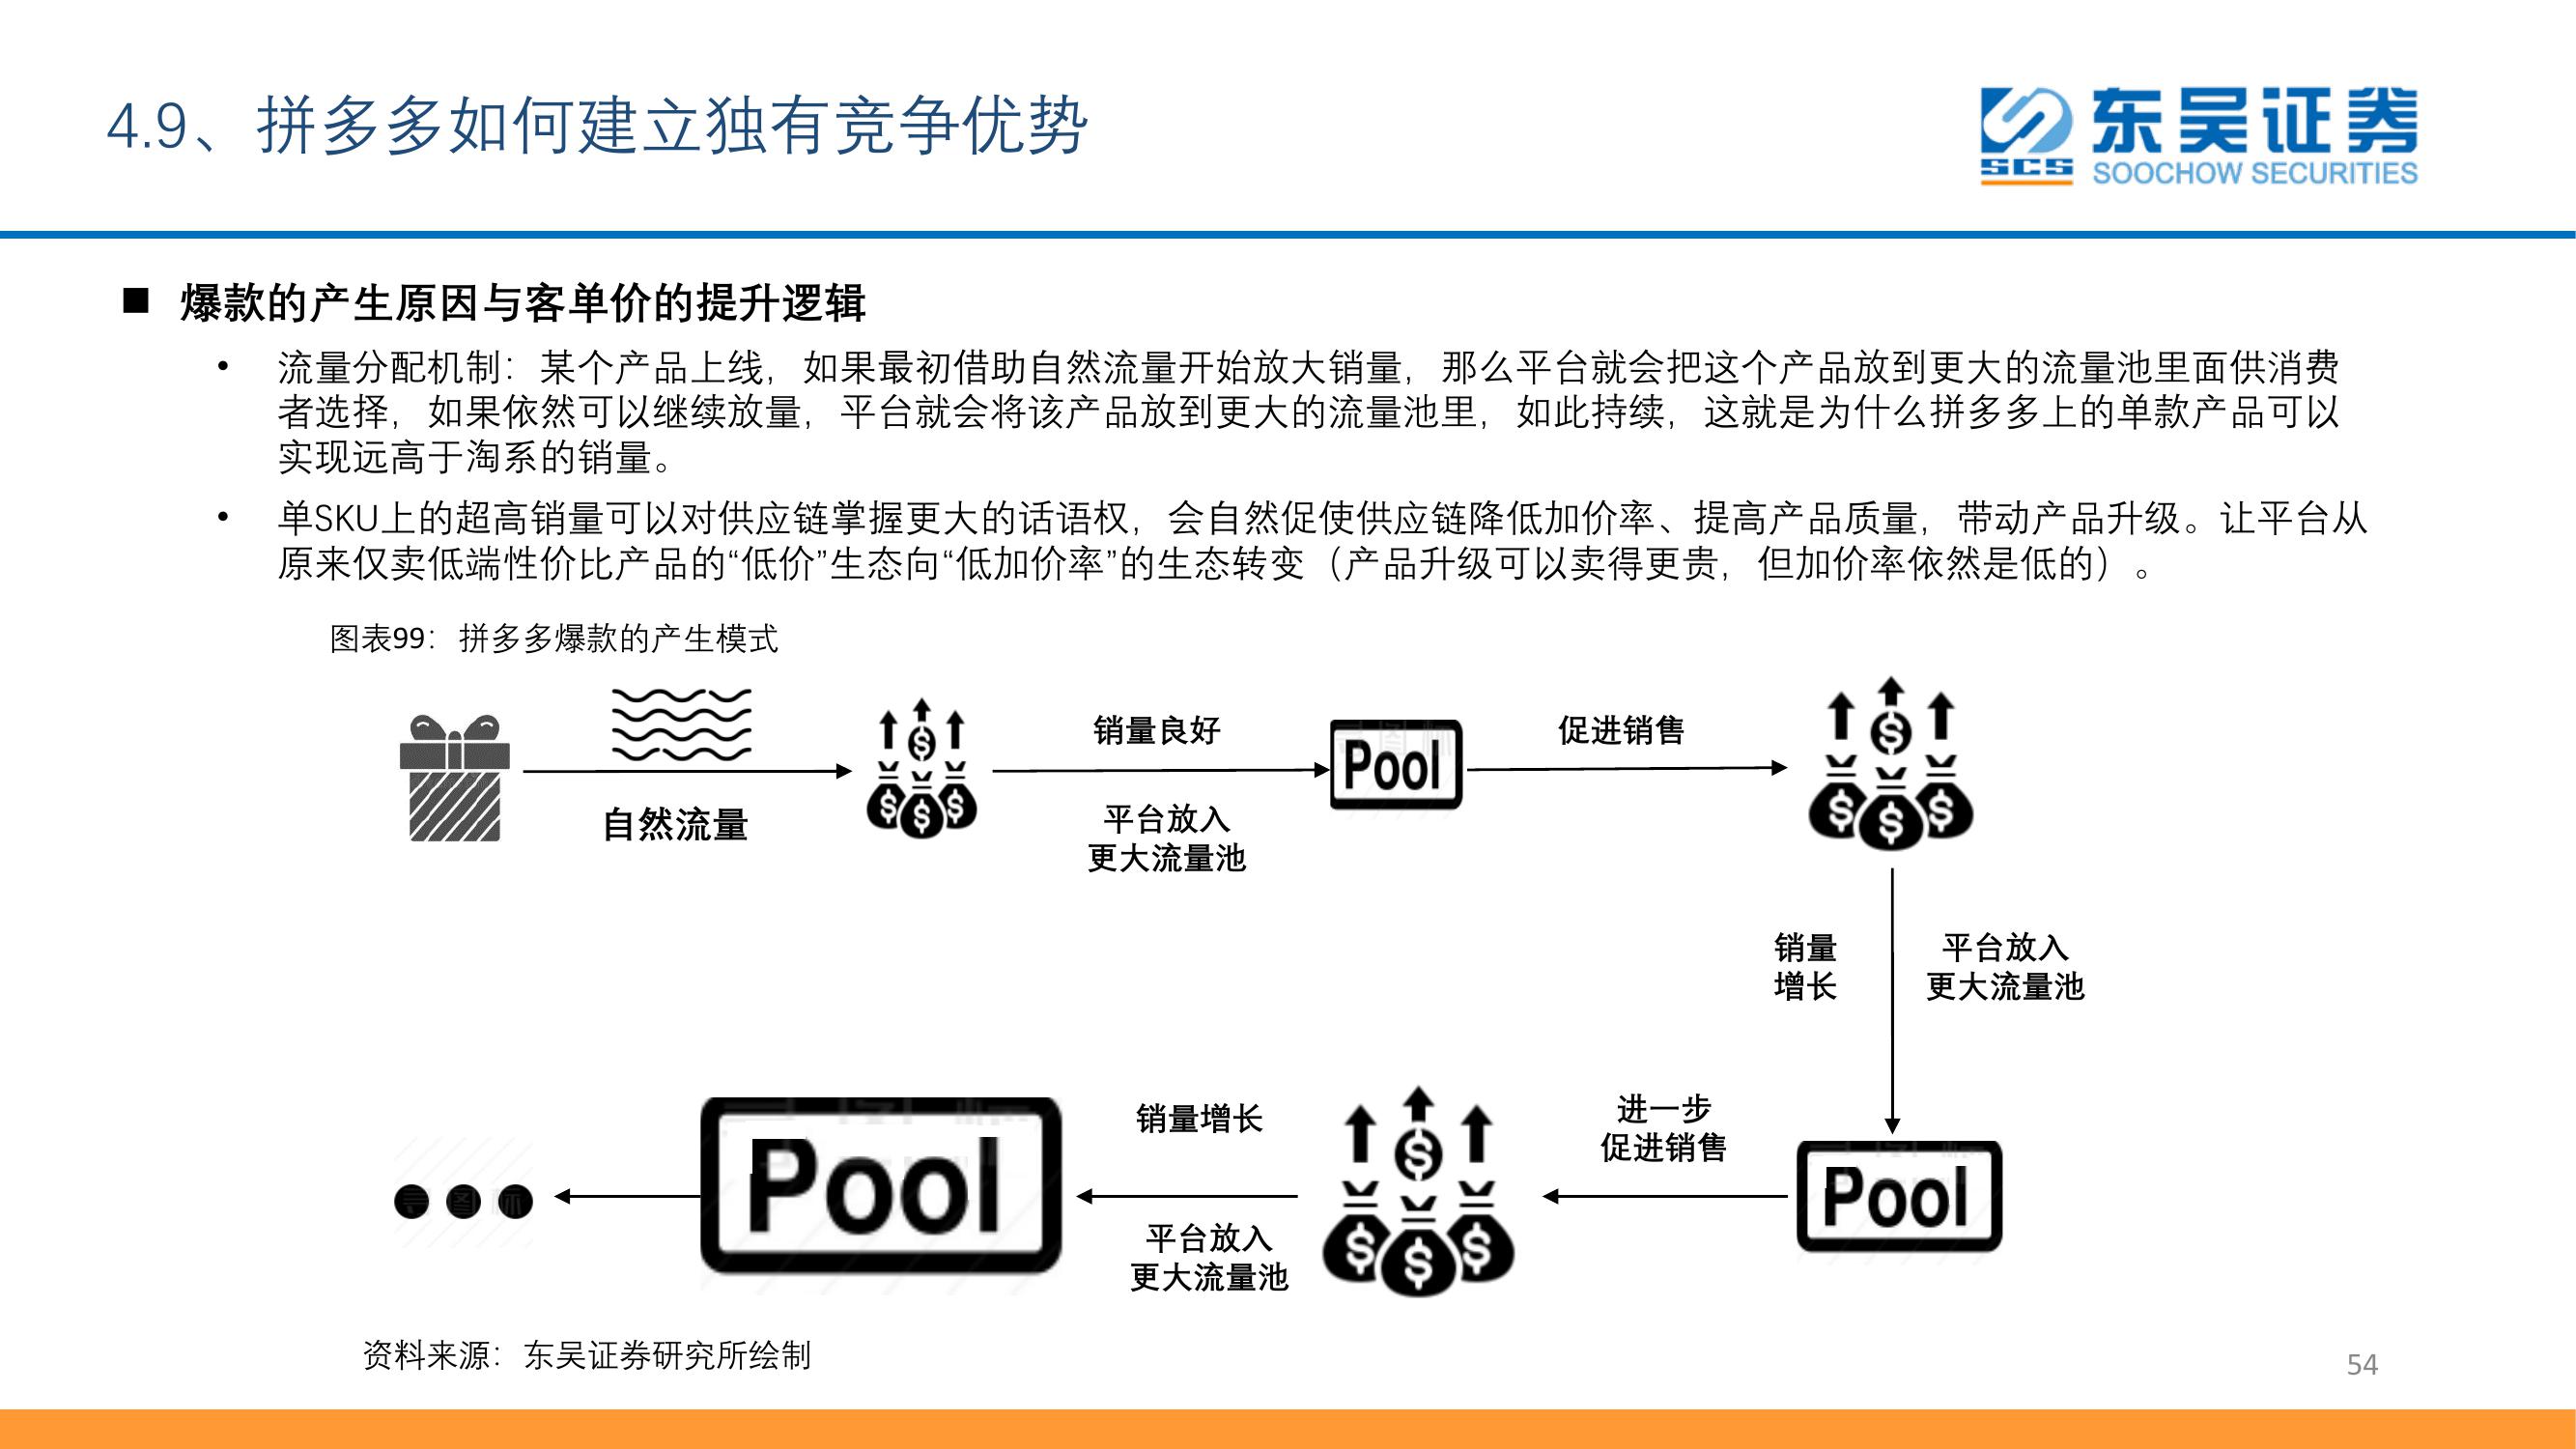 4.9、拼多多如何建立独有竞争优势
东吴证券
SCS
SOOCHOW SECURITIES
■ 爆款的产生原因与客单价的提升逻辑
• 流量分配机制：某个产品上线，如果最初借助自然流量开始放大销量，那么平台就会把这个产品放到更大的流量池里面供消费
者选择，如果依然可以继续放量，平台就会将该产品放到更大的流量池里，如此持续，这就是为什么拼多多上的单款产品可以
实现远高于淘系的销量。
• 单SKU上的超高销量可以对供应链掌握更大的话语权，会自然促使供应链降低加价率、提高产品质量，带动产品升级。让平台从
原来仅卖低端性价比产品的“低价”生态向“低加价率”的生态转变（产品升级可以卖得更贵，但加价率依然是低的）。
图表99：拼多多爆款的产生模式
自然流量
销量良好
平台放入
更大流量池
Pool
促进销售
销量
增长
平台放入
更大流量池
Pool
进一步
促进销售
销量增长
平台放入
更大流量池
Pool
资料来源：东吴证券研究所绘制
54